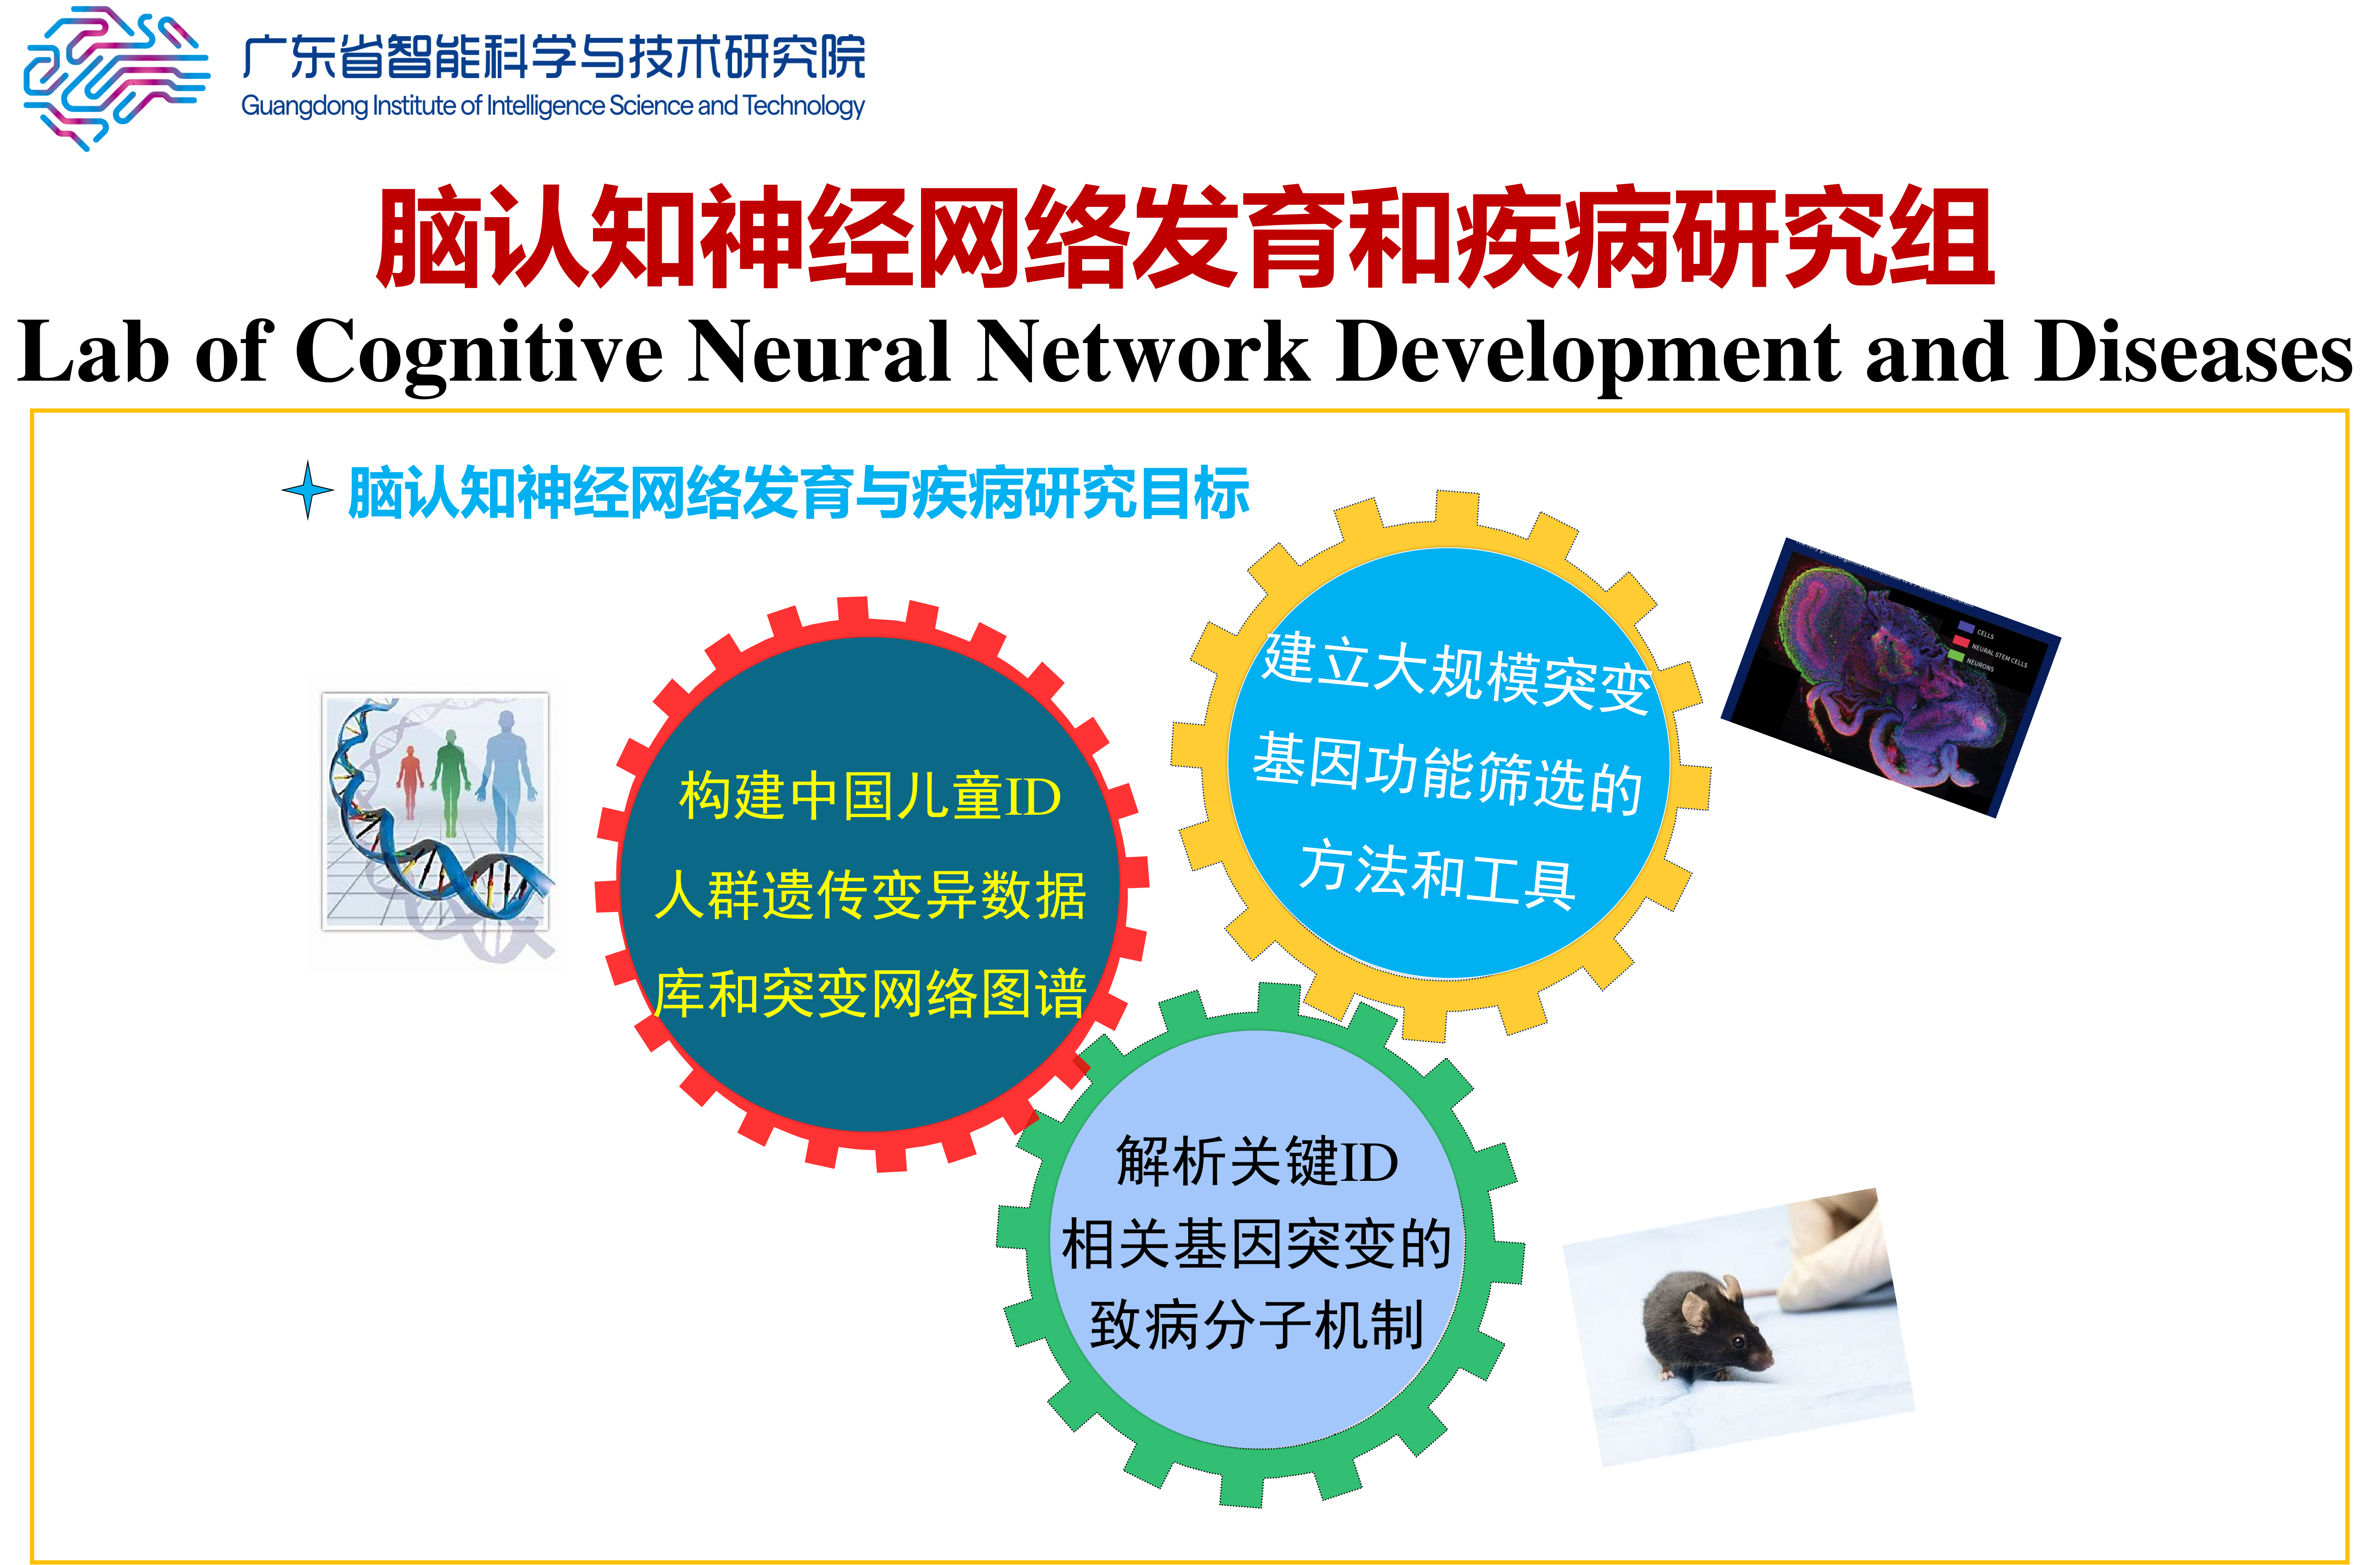 广东省智能科学与技术研究院
Guangdong Institute of Intelligence Science and Technology
脑认知神经网络发育和疾病研究组
Lab of Cognitive Neural Network Development and Diseases
脑认知神经网络发育与疾病研究目标
构建中国儿童ID
人群遗传变异数据
库和突变网络图谱
建立大规模突变
基因功能筛选的
方法和工具
CELLS
NEURAL STEM CELLS
NEURONS
解析关键ID
相关基因突变的
致病分子机制